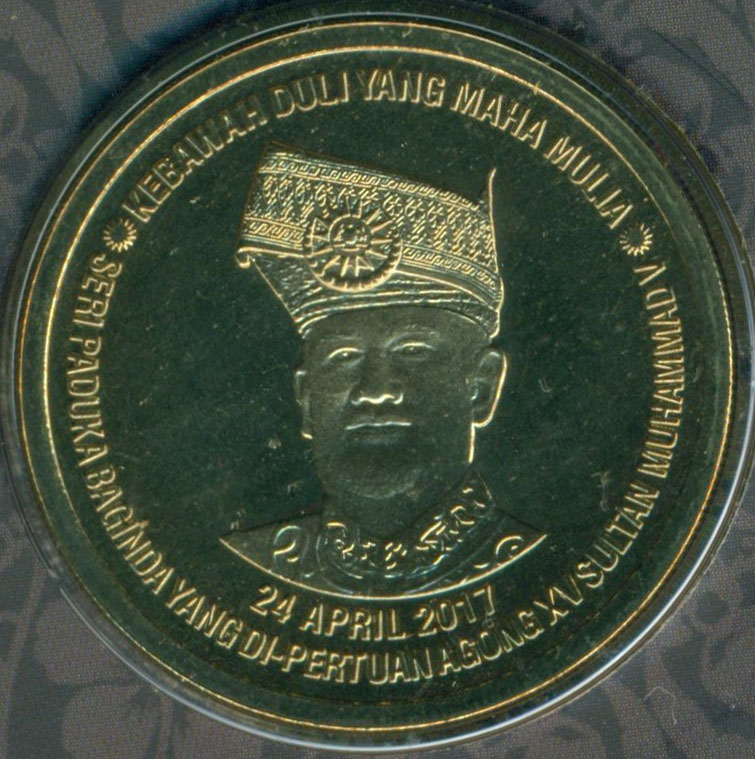 KEBAWAH DULI YANG MAHA MULIA
SERI PADUKA BAGINDA YANG DI-PERTUAN AGONG XV SULTAN MUHAMMAD V
24 APRIL 2017